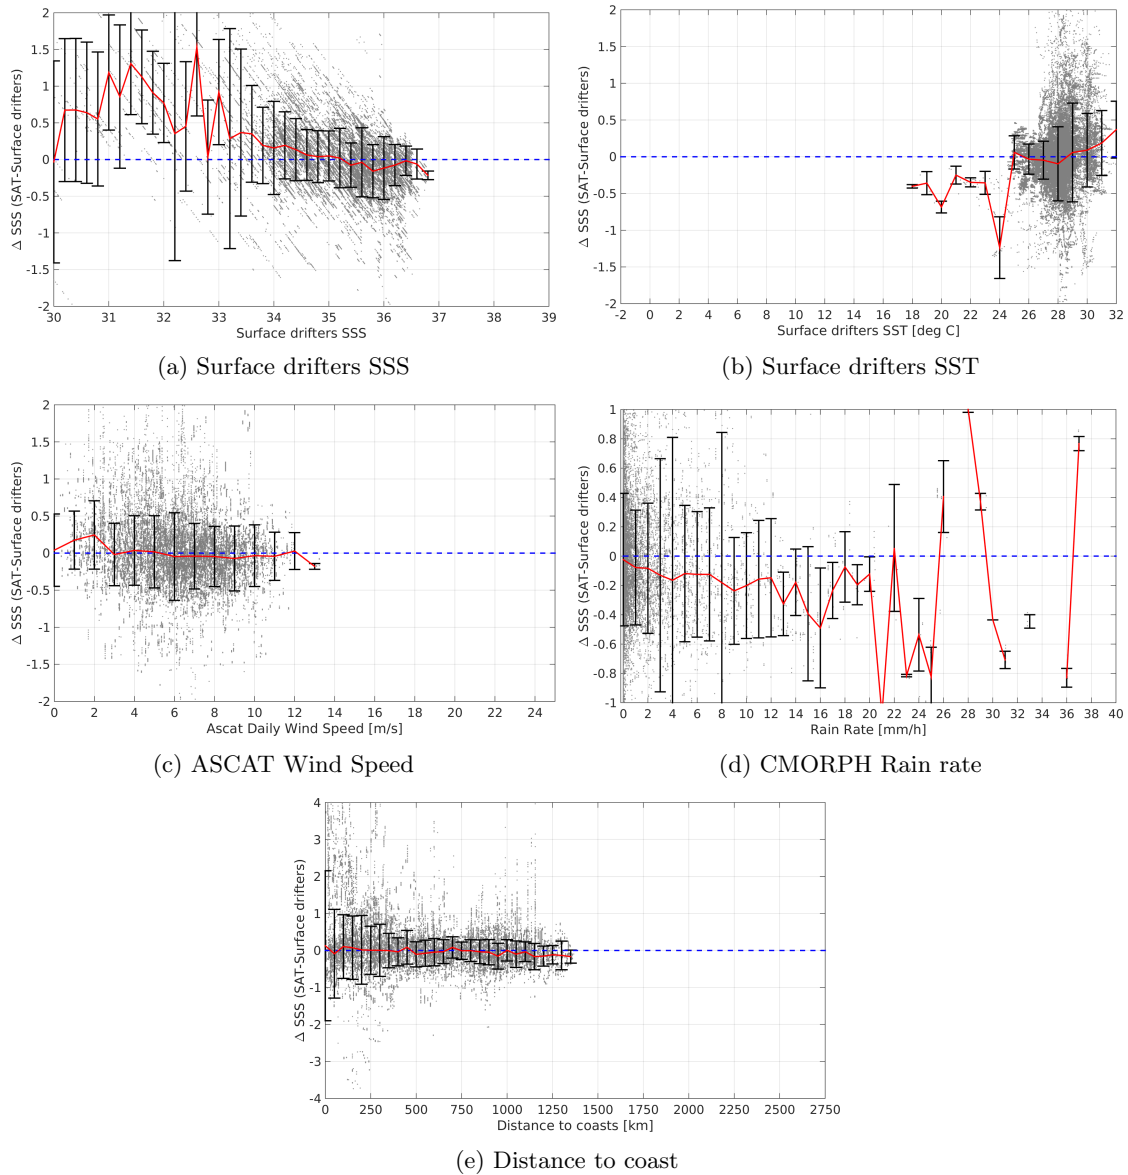 2
1.5
1
0.5
0
-0.5
-1
-1.5
-2
Δ SSS (SAT-Surface drifters)
30 31 32 33 34 35 36 37 38 39
Surface drifters SSS
(a) Surface drifters SSS
2
1.5
1
0.5
0
-0.5
-1
-1.5
-2
Δ SSS (SAT-Surface drifters)
-2 0 2 4 6 8 10 12 14 16 18 20 22 24 26 28 30 32
Surface drifters SST [deg C]
(b) Surface drifters SST
2
1.5
1
0.5
0
-0.5
-1
-1.5
-2
Δ SSS (SAT-Surface drifters)
0 2 4 6 8 10 12 14 16 18 20 22 24
Ascat Daily Wind Speed [m/s]
(c) ASCAT Wind Speed
1
0.8
0.6
0.4
0.2
0
-0.2
-0.4
-0.6
-0.8
-1
Δ SSS (SAT-Surface drifters)
0 2 4 6 8 10 12 14 16 18 20 22 24 26 28 30 32 34 36 38 40
Rain Rate [mm/h]
(d) CMORPH Rain rate
4
3
2
1
0
-1
-2
-3
-4
Δ SSS (SAT-Surface drifters)
0 250 500 750 1000 1250 1500 1750 2000 2250 2500 2750
Distance to coasts [km]
(e) Distance to coast